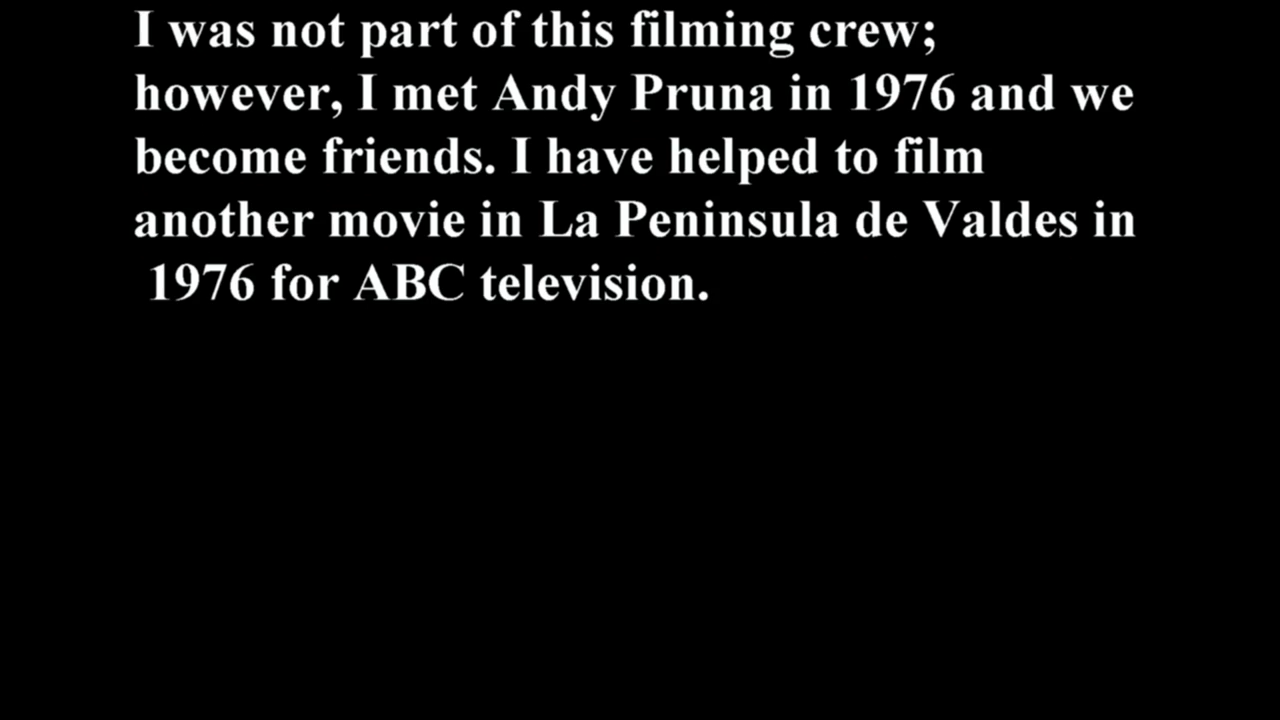 I was not part of this filming crew;
however, I met Andy Pruna in 1976 and we
become friends. I have helped to film
another movie in La Peninsula de Valdes in
1976 for ABC television.